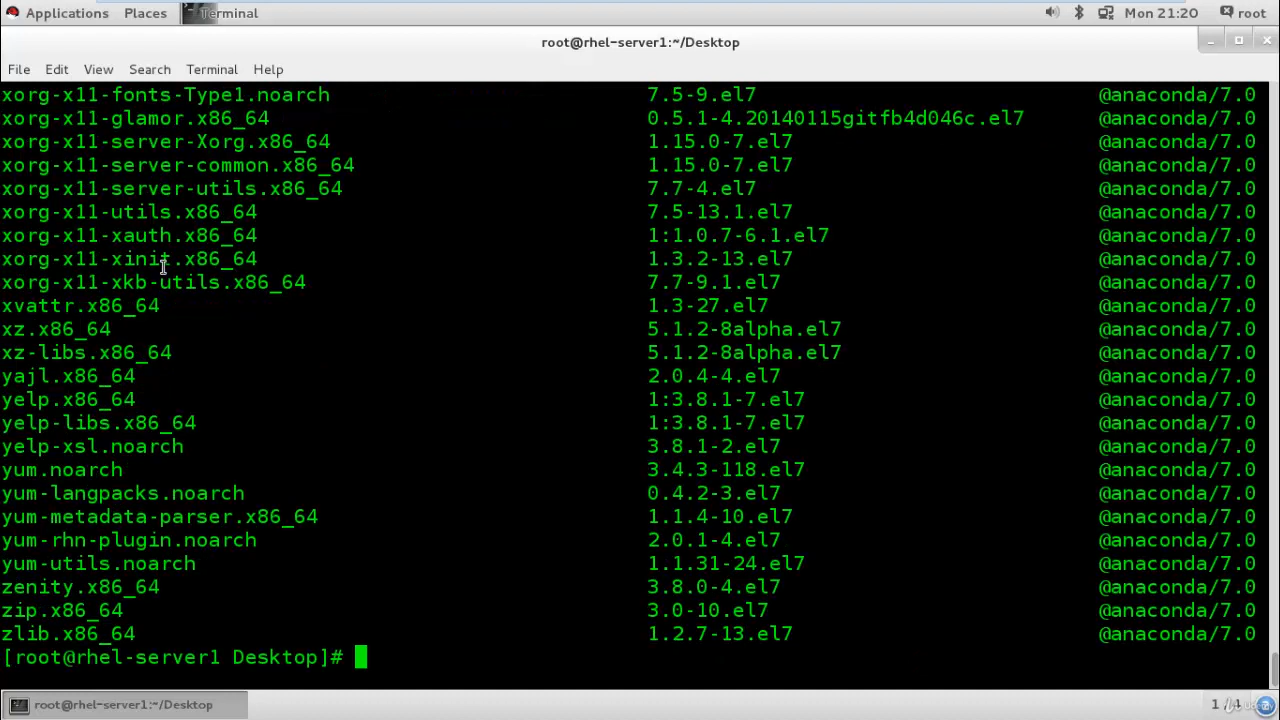 Applications Places Terminal Mon 21:20 root
root@rhel-server1:~/Desktop
File Edit View Search Terminal Help
xorg-x11-fonts-Type1.noarch 7.5-9.el7 @anaconda/7.0
xorg-x11-glamor.x86_64 0.5.1-4.20140115gitfb4d046c.el7 @anaconda/7.0
xorg-x11-server-Xorg.x86_64 1.15.0-7.el7 @anaconda/7.0
xorg-x11-server-common.x86_64 1.15.0-7.el7 @anaconda/7.0
xorg-x11-server-utils.x86_64 7.7-4.el7 @anaconda/7.0
xorg-x11-utils.x86_64 7.5-13.1.el7 @anaconda/7.0
xorg-x11-xauth.x86_64 1:1.0.7-6.1.el7 @anaconda/7.0
xorg-x11-xinit.x86_64 1.3.2-13.el7 @anaconda/7.0
xorg-x11-xkb-utils.x86_64 7.7-9.1.el7 @anaconda/7.0
xvattr.x86_64 1.3-27.el7 @anaconda/7.0
xz.x86_64 5.1.2-8alpha.el7 @anaconda/7.0
xz-libs.x86_64 5.1.2-8alpha.el7 @anaconda/7.0
yajl.x86_64 2.0.4-4.el7 @anaconda/7.0
yelp.x86_64 1:3.8.1-7.el7 @anaconda/7.0
yelp-libs.x86_64 1:3.8.1-7.el7 @anaconda/7.0
yelp-xsl.noarch 3.8.1-2.el7 @anaconda/7.0
yum.noarch 3.4.3-118.el7 @anaconda/7.0
yum-langpacks.noarch 0.4.2-3.el7 @anaconda/7.0
yum-metadata-parser.x86_64 1.1.4-10.el7 @anaconda/7.0
yum-rhn-plugin.noarch 2.0.1-4.el7 @anaconda/7.0
yum-utils.noarch 1.1.31-24.el7 @anaconda/7.0
zenity.x86_64 3.8.0-4.el7 @anaconda/7.0
zip.x86_64 3.0-10.el7 @anaconda/7.0
zlib.x86_64 1.2.7-13.el7 @anaconda/7.0
[root@rhel-server1 Desktop]#
root@rhel-server1:~/Desktop 1 / 4